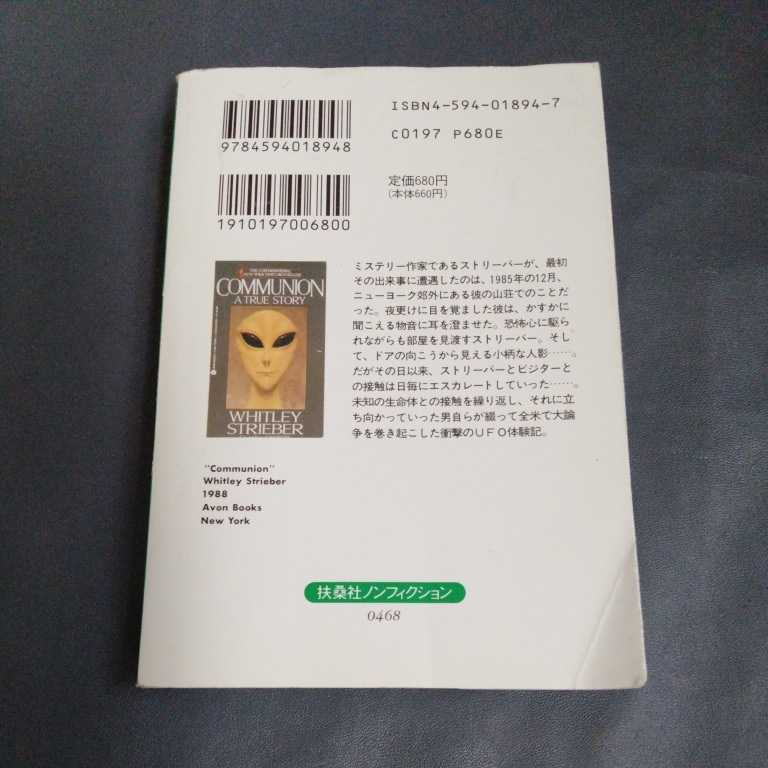 9784594018948
ISBN4-594-01894-7
C0197 P680E
定価680円
(本体660円)
1910197006800
COMMUNION
A TRUE STORY
WHITLEY
STRIEBER
ミステリー作家であるストリーバーが、最初
その出来事に遭遇したのは、1985年の12月、
ニューヨーク郊外にある彼の山荘でのことだ
った。夜更けに目を覚ました彼は、かすかに
聞こえる物音に耳を澄ませた。恐怖心に駆ら
れながらも部屋を見渡すストリーバー。そし
て、ドアの向こうから見える小柄な人影……。
だがその日以来、ストリーバーとビジターと
の接触は日毎にエスカレートしていった……。
未知の生命体との接触を繰り返し、それに立
ち向かっていった男自らが綴って全米で大論
争を巻き起こした衝撃のUFO体験記。
"Communion"
Whitley Strieber
1988
Avon Books
New York
扶桑社ノンフィクション
0468